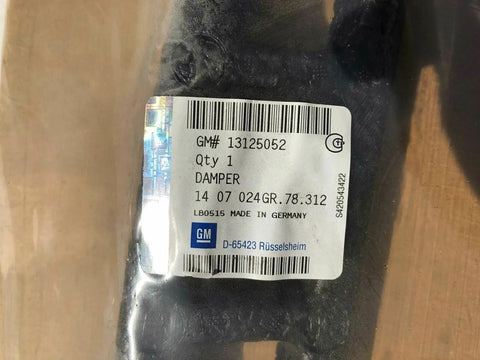 GM# 13125052
Qty 1
DAMPER
14 07 024GR.78.312
LB0515 MADE IN GERMANY
GM
D-65423 Rüsselsheim
S420543422